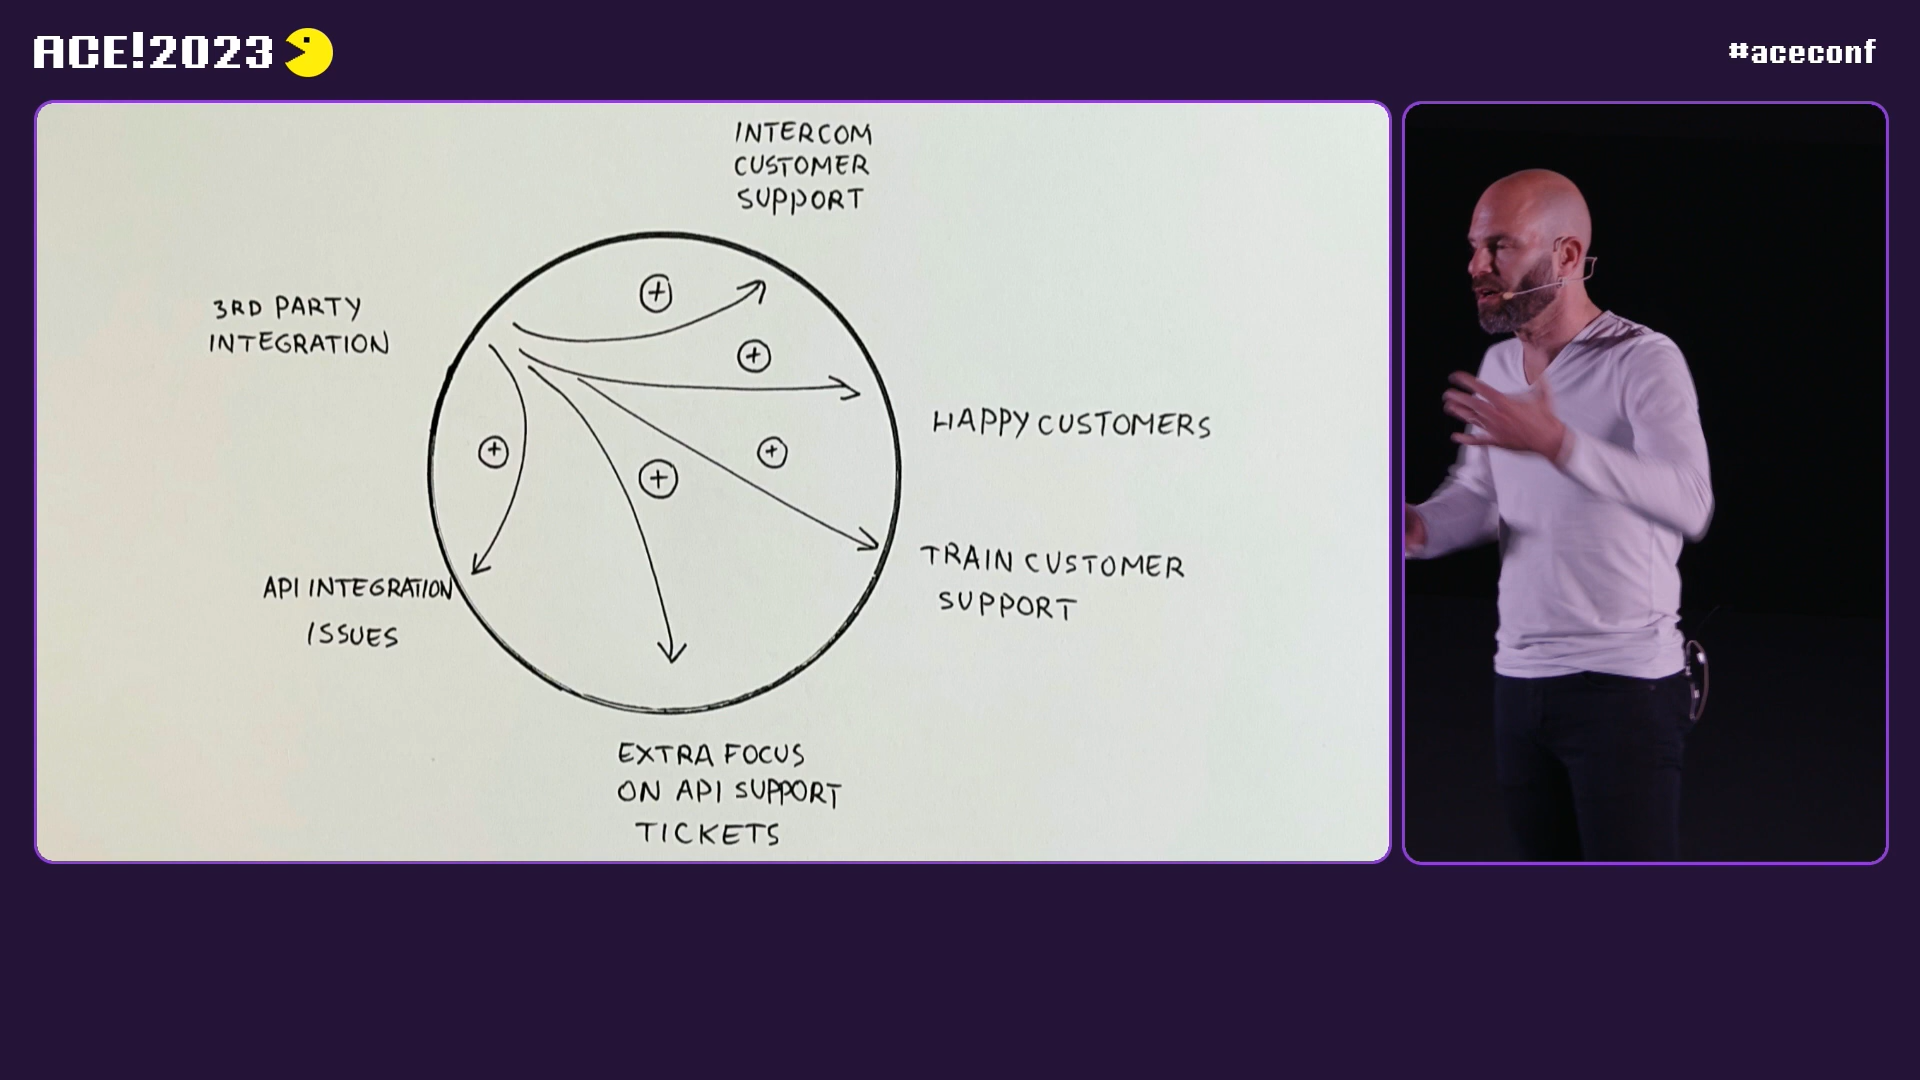 ACE!2023
#aceconf
INTERCOM
CUSTOMER
SUPPORT
3RD PARTY
INTEGRATION
HAPPY CUSTOMERS
TRAIN CUSTOMER
SUPPORT
API INTEGRATION
ISSUES
EXTRA FOCUS
ON API SUPPORT
TICKETS